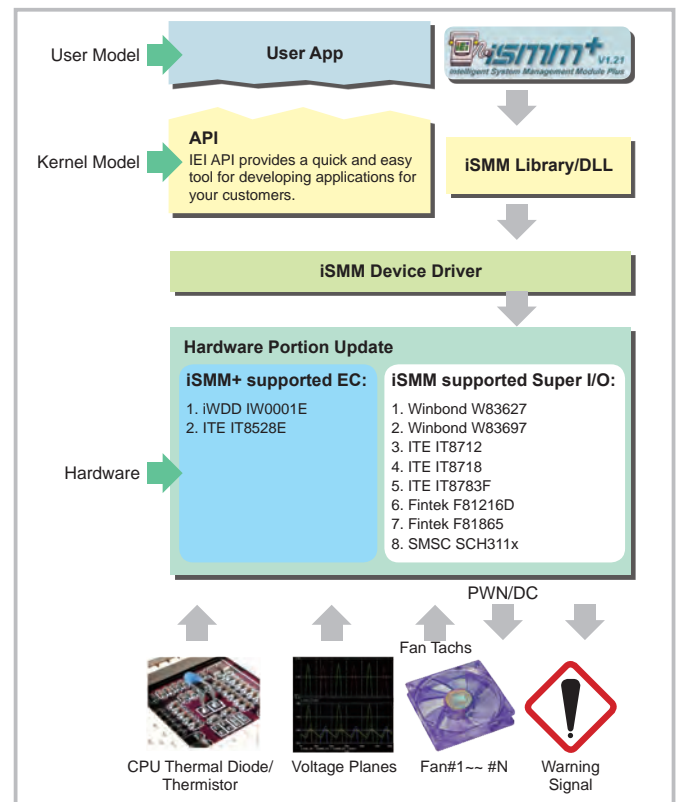 User Model
User App
iSMM+ V1.21
Intelligent System Management Module Plus
Kernel Model
API
IEI API provides a quick and easy
tool for developing applications for
your customers.
iSMM Library/DLL
iSMM Device Driver
Hardware
Hardware Portion Update
iSMM+ supported EC:
1. iWDD IW0001E
2. ITE IT8528E
iSMM supported Super I/O:
1. Winbond W83627
2. Winbond W83697
3. ITE IT8712
4. ITE IT8718
5. ITE IT8783F
6. Fintek F81216D
7. Fintek F81865
8. SMSC SCH311x
PWN/DC
Fan Tachs
CPU Thermal Diode/
Thermistor
Voltage Planes
Fan#1~~ #N
Warning
Signal